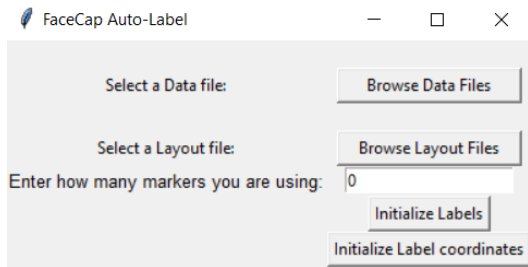 FaceCap Auto-Label
Select a Data file: Browse Data Files
Select a Layout file: Browse Layout Files
Enter how many markers you are using: 0
Initialize Labels
Initialize Label coordinates